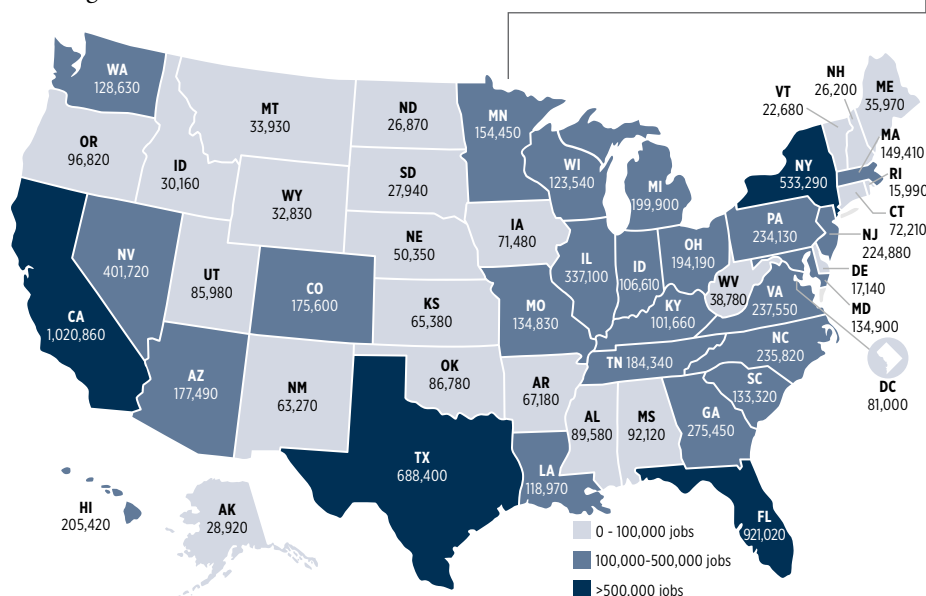 WA
128,630
MT
33,930
ND
26,870
MN
154,450
NH
26,200
VT
22,680
ME
35,970
OR
96,820
ID
30,160
SD
27,940
WI
123,540
MI
199,900
NY
533,290
MA
149,410
RI
15,990
WY
32,830
CT
72,210
IA
71,480
PA
234,130
NJ
224,880
NE
50,350
NV
401,720
UT
85,980
CO
175,600
IL
337,100
ID
106,610
OH
194,190
WV
38,780
DE
17,140
VA
237,550
MD
134,900
CA
1,020,860
KS
65,380
MO
134,830
KY
101,660
NC
235,820
TN 184,340
AZ
177,490
NM
63,270
OK
86,780
AR
67,180
SC
133,320
DC
81,000
AL
89,580
MS
92,120
GA
275,450
TX
688,400
LA
118,970
HI
205,420
AK
28,920
FL
921,020
0 - 100,000 jobs
100,000-500,000 jobs
>500,000 jobs